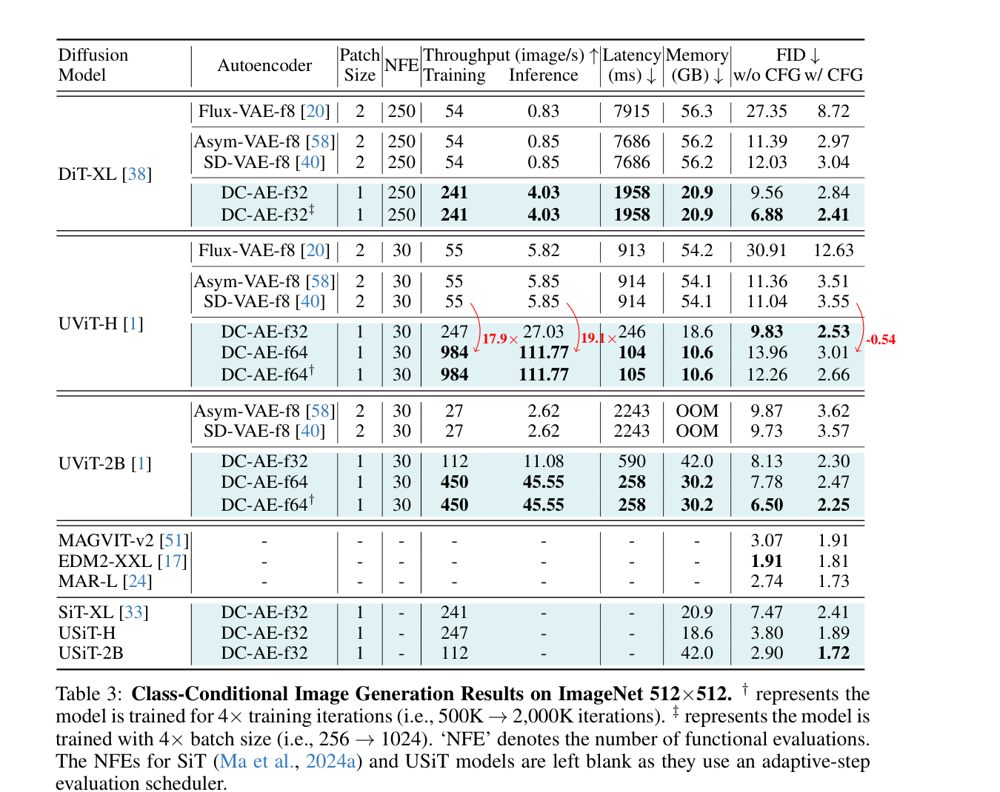 Diffusion Model | Autoencoder | Patch Size | NFE | Throughput (image/s) ↑ Training Inference | Latency (ms) ↓ | Memory (GB) ↓ | FID ↓ w/o CFG w/ CFG
DiT-XL [38]
Flux-VAE-f8 [20] 2 250 54 0.83 7915 56.3 27.35 8.72
Asym-VAE-f8 [58] 2 250 54 0.85 7686 56.2 11.39 2.97
SD-VAE-f8 [40] 2 250 54 0.85 7686 56.2 12.03 3.04
DC-AE-f32 1 250 241 4.03 1958 20.9 9.56 2.84
DC-AE-f32‡ 1 250 241 4.03 1958 20.9 6.88 2.41
UViT-H [1]
Flux-VAE-f8 [20] 2 30 55 5.82 913 54.2 30.91 12.63
Asym-VAE-f8 [58] 2 30 55 5.85 914 54.1 11.36 3.51
SD-VAE-f8 [40] 2 30 55 5.85 914 54.1 11.04 3.55
DC-AE-f32 1 30 247 27.03 246 18.6 9.83 2.53
17.9× 19.1× -0.54
DC-AE-f64 1 30 984 111.77 104 10.6 13.96 3.01
DC-AE-f64† 1 30 984 111.77 105 10.6 12.26 2.66
UViT-2B [1]
Asym-VAE-f8 [58] 2 30 27 2.62 2243 OOM 9.87 3.62
SD-VAE-f8 [40] 2 30 27 2.62 2243 OOM 9.73 3.57
DC-AE-f32 1 30 112 11.08 590 42.0 8.13 2.30
DC-AE-f64 1 30 450 45.55 258 30.2 7.78 2.47
DC-AE-f64† 1 30 450 45.55 258 30.2 6.50 2.25
MAGVIT-v2 [51] - - - - - - - 3.07 1.91
EDM2-XXL [17] - - - - - - - 1.91 1.81
MAR-L [24] - - - - - - - 2.74 1.73
SiT-XL [33] DC-AE-f32 1 - 241 - - 20.9 7.47 2.41
USiT-H DC-AE-f32 1 - 247 - - 18.6 3.80 1.89
USiT-2B DC-AE-f32 1 - 112 - - 42.0 2.90 1.72
Table 3: Class-Conditional Image Generation Results on ImageNet 512×512. † represents the
model is trained for 4× training iterations (i.e., 500K → 2,000K iterations). ‡ represents the model is
trained with 4× batch size (i.e., 256 → 1024). ‘NFE’ denotes the number of functional evaluations.
The NFEs for SiT (Ma et al., 2024a) and USiT models are left blank as they use an adaptive-step
evaluation scheduler.